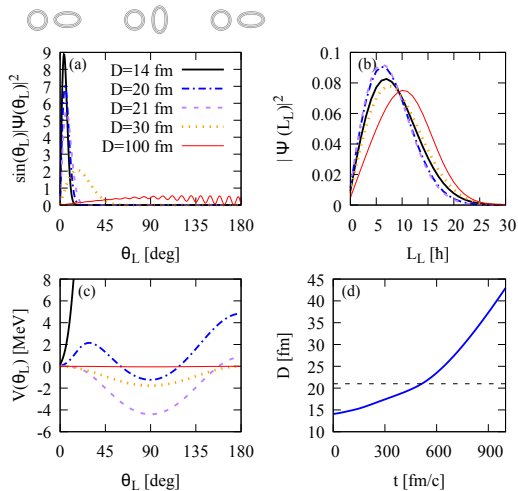 (a)
sin(θL)|Ψ(θL)|²
9
8
7
6
5
4
3
2
1
0
D=14 fm
D=20 fm
D=21 fm
D=30 fm
D=100 fm
0 45 90 135 180
θL [deg]
(b)
|Ψ (LL)|²
0.1
0.08
0.06
0.04
0.02
0
0 5 10 15 20 25 30
LL [ħ]
(c)
V(θL) [MeV]
8
6
4
2
0
-2
-4
-6
0 45 90 135 180
θL [deg]
(d)
D [fm]
45
40
35
30
25
20
15
10
0 300 600 900
t [fm/c]